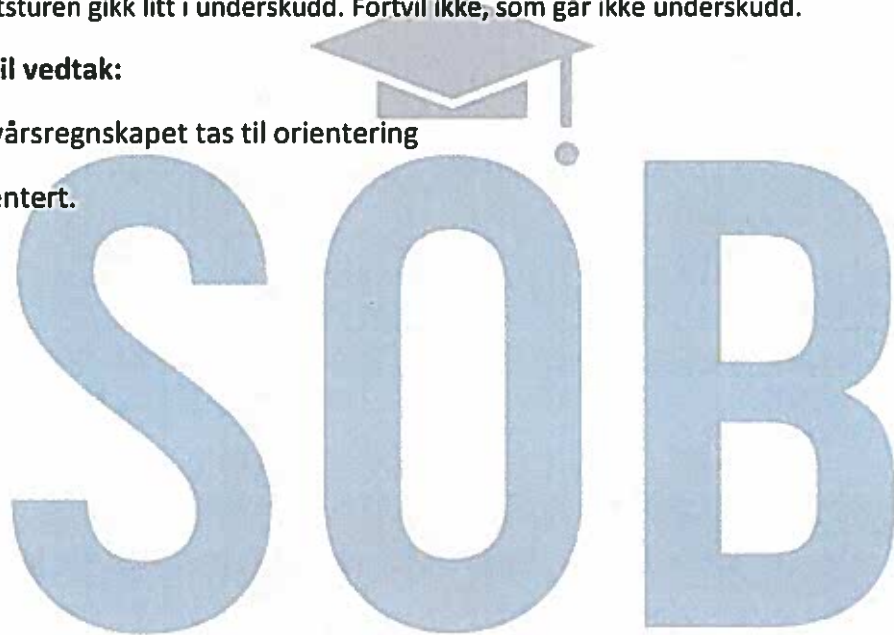 tsturen gikk litt i underskudd. Fortvil ikke, som går ikke underskudd.
il vedtak:
vårsregnskapet tas til orientering
entert.
SOB